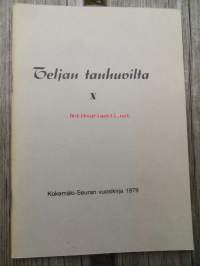 Teljan tanhuvilta
X
Kokemäki-Seuran vuosikirja 1979